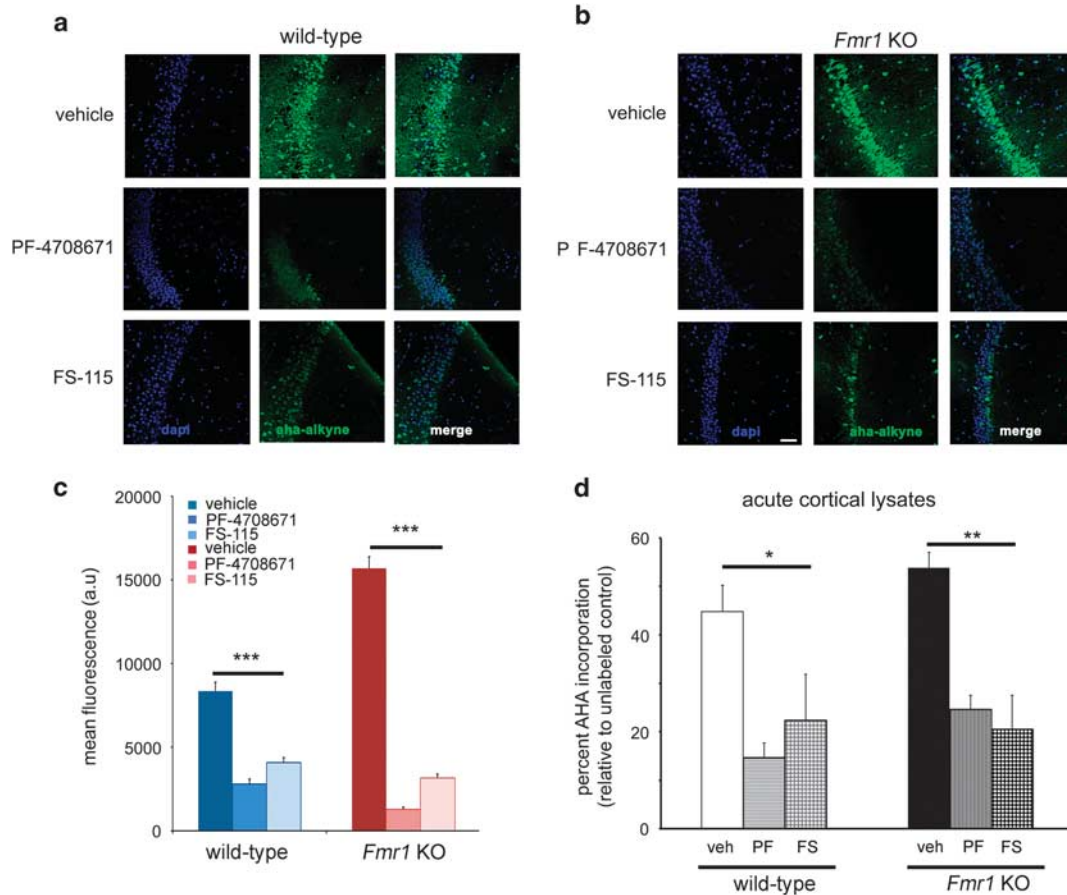 a
wild-type
vehicle
PF-4708671
FS-115
dapi
aha-alkyne
merge
b
Fmr1 KO
vehicle
P F-4708671
FS-115
dapi
aha-alkyne
merge
c
mean fluorescence (a.u)
20000
15000
10000
5000
0
vehicle
PF-4708671
FS-115
vehicle
PF-4708671
FS-115
***
***
wild-type
Fmr1 KO
d
acute cortical lysates
percent AHA incorporation
(relative to unlabeled control)
60
40
20
0
*
**
veh PF FS
veh PF FS
wild-type
Fmr1 KO